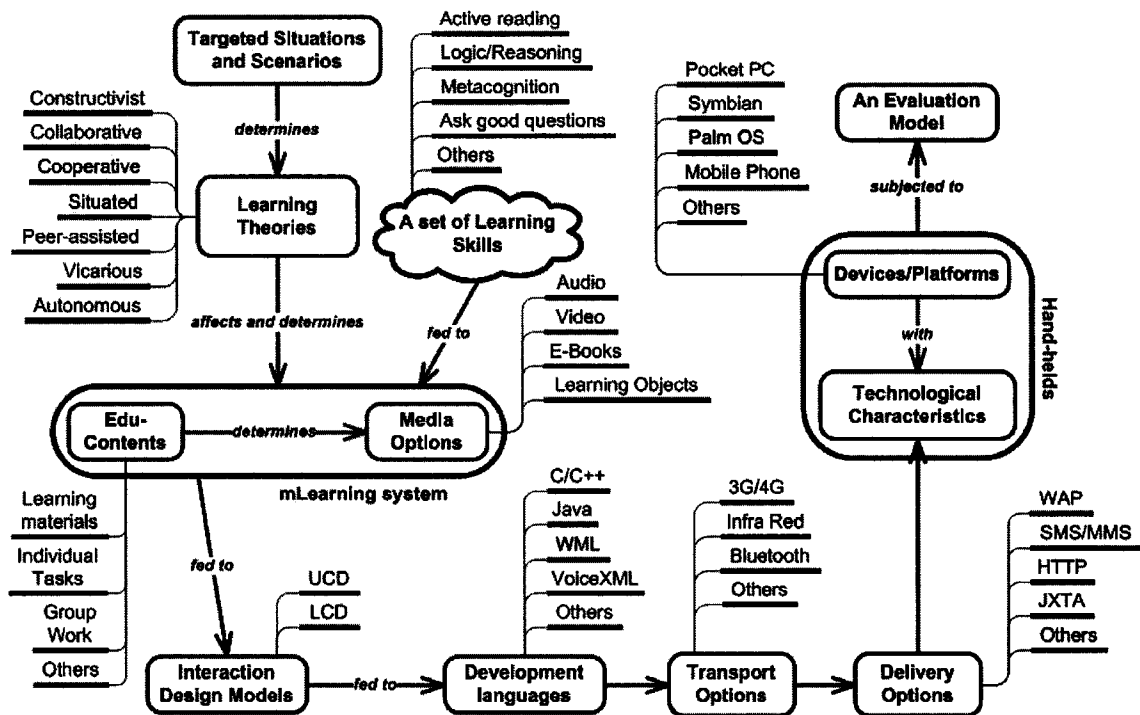 Targeted Situations
and Scenarios
determines
Constructivist
Collaborative
Cooperative
Situated
Peer-assisted
Vicarious
Autonomous
Learning
Theories
affects and determines
Active reading
Logic/Reasoning
Metacognition
Ask good questions
Others
A set of Learning
Skills
fed to
Audio
Video
E-Books
Learning Objects
Edu-
Contents
determines
Media
Options
mLearning system
Learning
materials
Individual
Tasks
Group
Work
Others
fed to
UCD
LCD
Interaction
Design Models
fed to
C/C++
Java
WML
VoiceXML
Others
Development
languages
3G/4G
Infra Red
Bluetooth
Others
Transport
Options
WAP
SMS/MMS
HTTP
JXTA
Others
Delivery
Options
Pocket PC
Symbian
Palm OS
Mobile Phone
Others
An Evaluation
Model
subjected to
Devices/Platforms
with
Technological
Characteristics
Hand-helds